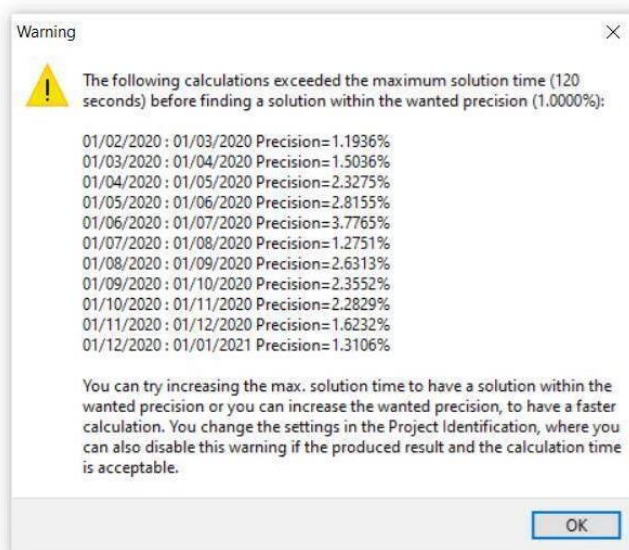 Warning
The following calculations exceeded the maximum solution time (120
seconds) before finding a solution within the wanted precision (1.0000%):
01/02/2020 : 01/03/2020 Precision=1.1936%
01/03/2020 : 01/04/2020 Precision=1.5036%
01/04/2020 : 01/05/2020 Precision=2.3275%
01/05/2020 : 01/06/2020 Precision=2.8155%
01/06/2020 : 01/07/2020 Precision=3.7765%
01/07/2020 : 01/08/2020 Precision=1.2751%
01/08/2020 : 01/09/2020 Precision=2.6313%
01/09/2020 : 01/10/2020 Precision=2.3552%
01/10/2020 : 01/11/2020 Precision=2.2829%
01/11/2020 : 01/12/2020 Precision=1.6232%
01/12/2020 : 01/01/2021 Precision=1.3106%
You can try increasing the max. solution time to have a solution within the
wanted precision or you can increase the wanted precision, to have a faster
calculation. You change the settings in the Project Identification, where you
can also disable this warning if the produced result and the calculation time
is acceptable.
OK